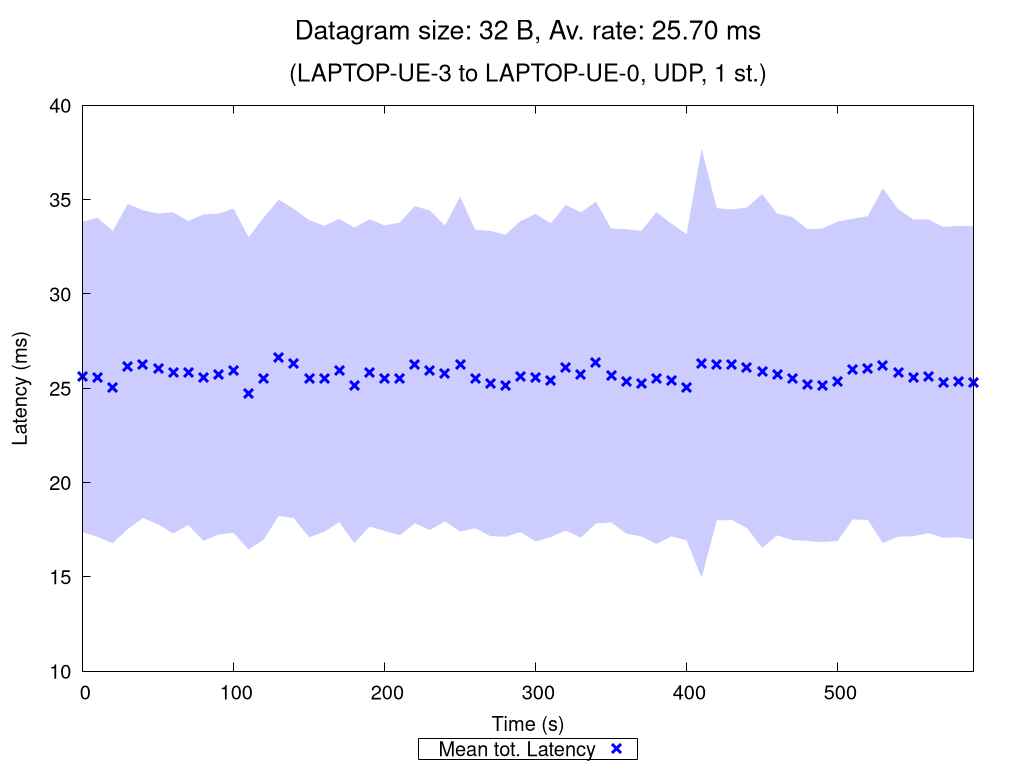 Datagram size: 32 B, Av. rate: 25.70 ms
(LAPTOP-UE-3 to LAPTOP-UE-0, UDP, 1 st.)
40
35
30
25
20
15
10
Latency (ms)
0 100 200 300 400 500
Time (s)
Mean tot. Latency